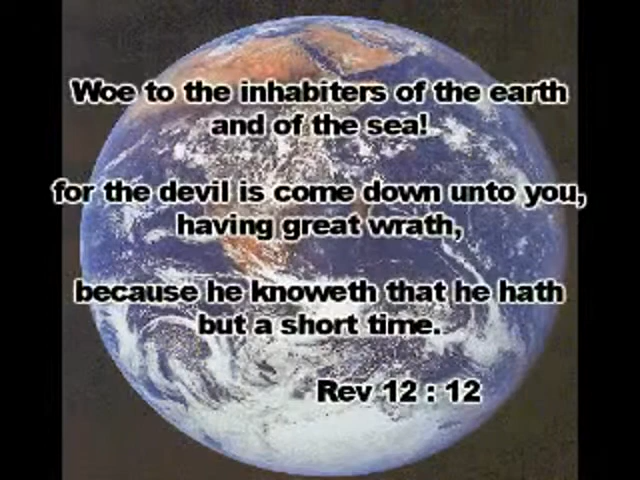 Woe to the inhabiters of the earth
and of the sea!
for the devil is come down unto you,
having great wrath,
because he knoweth that he hath
but a short time.
Rev 12 : 12